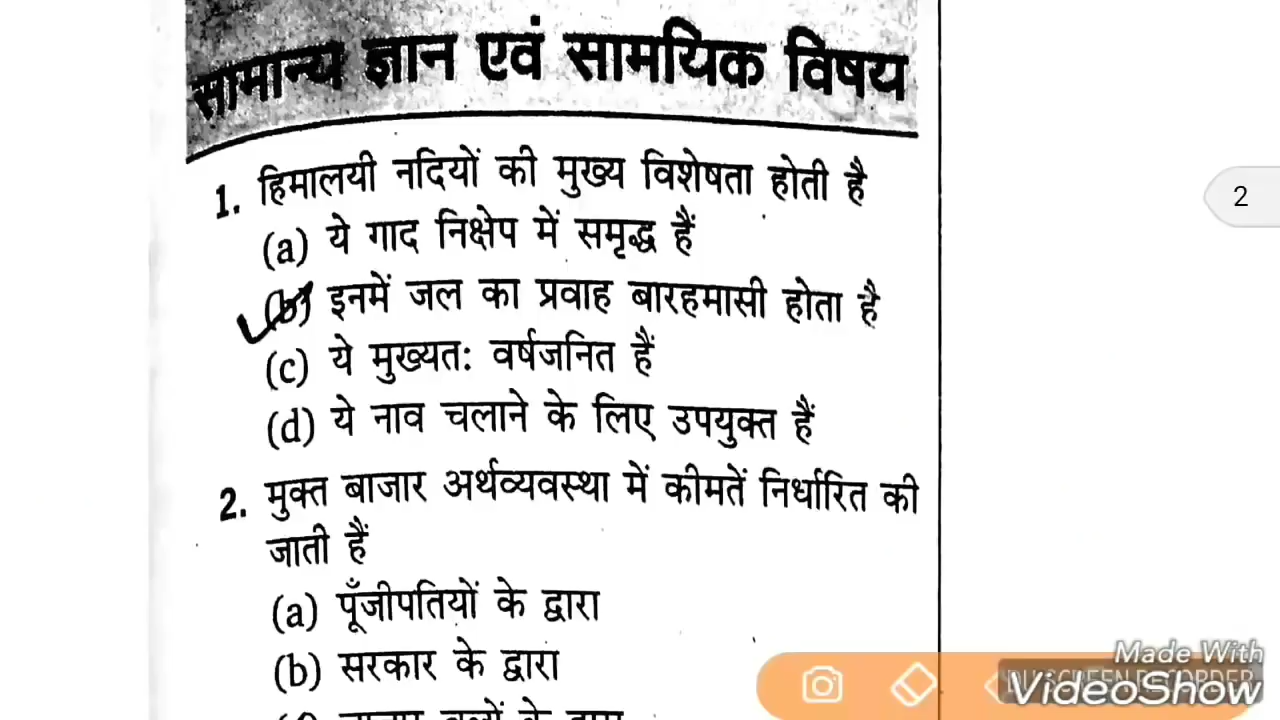 सामान्य ज्ञान एवं सामयिक विषय
1. हिमालयी नदियों की मुख्य विशेषता होती है
(a) ये गाद निक्षेप में समृद्ध हैं
(b) इनमें जल का प्रवाह बारहमासी होता है
(c) ये मुख्यतः वर्षजनित हैं
(d) ये नाव चलाने के लिए उपयुक्त हैं
2. मुक्त बाजार अर्थव्यवस्था में कीमतें निर्धारित की
जाती हैं
(a) पूँजीपतियों के द्वारा
(b) सरकार के द्वारा
2
Made With
VideoShow